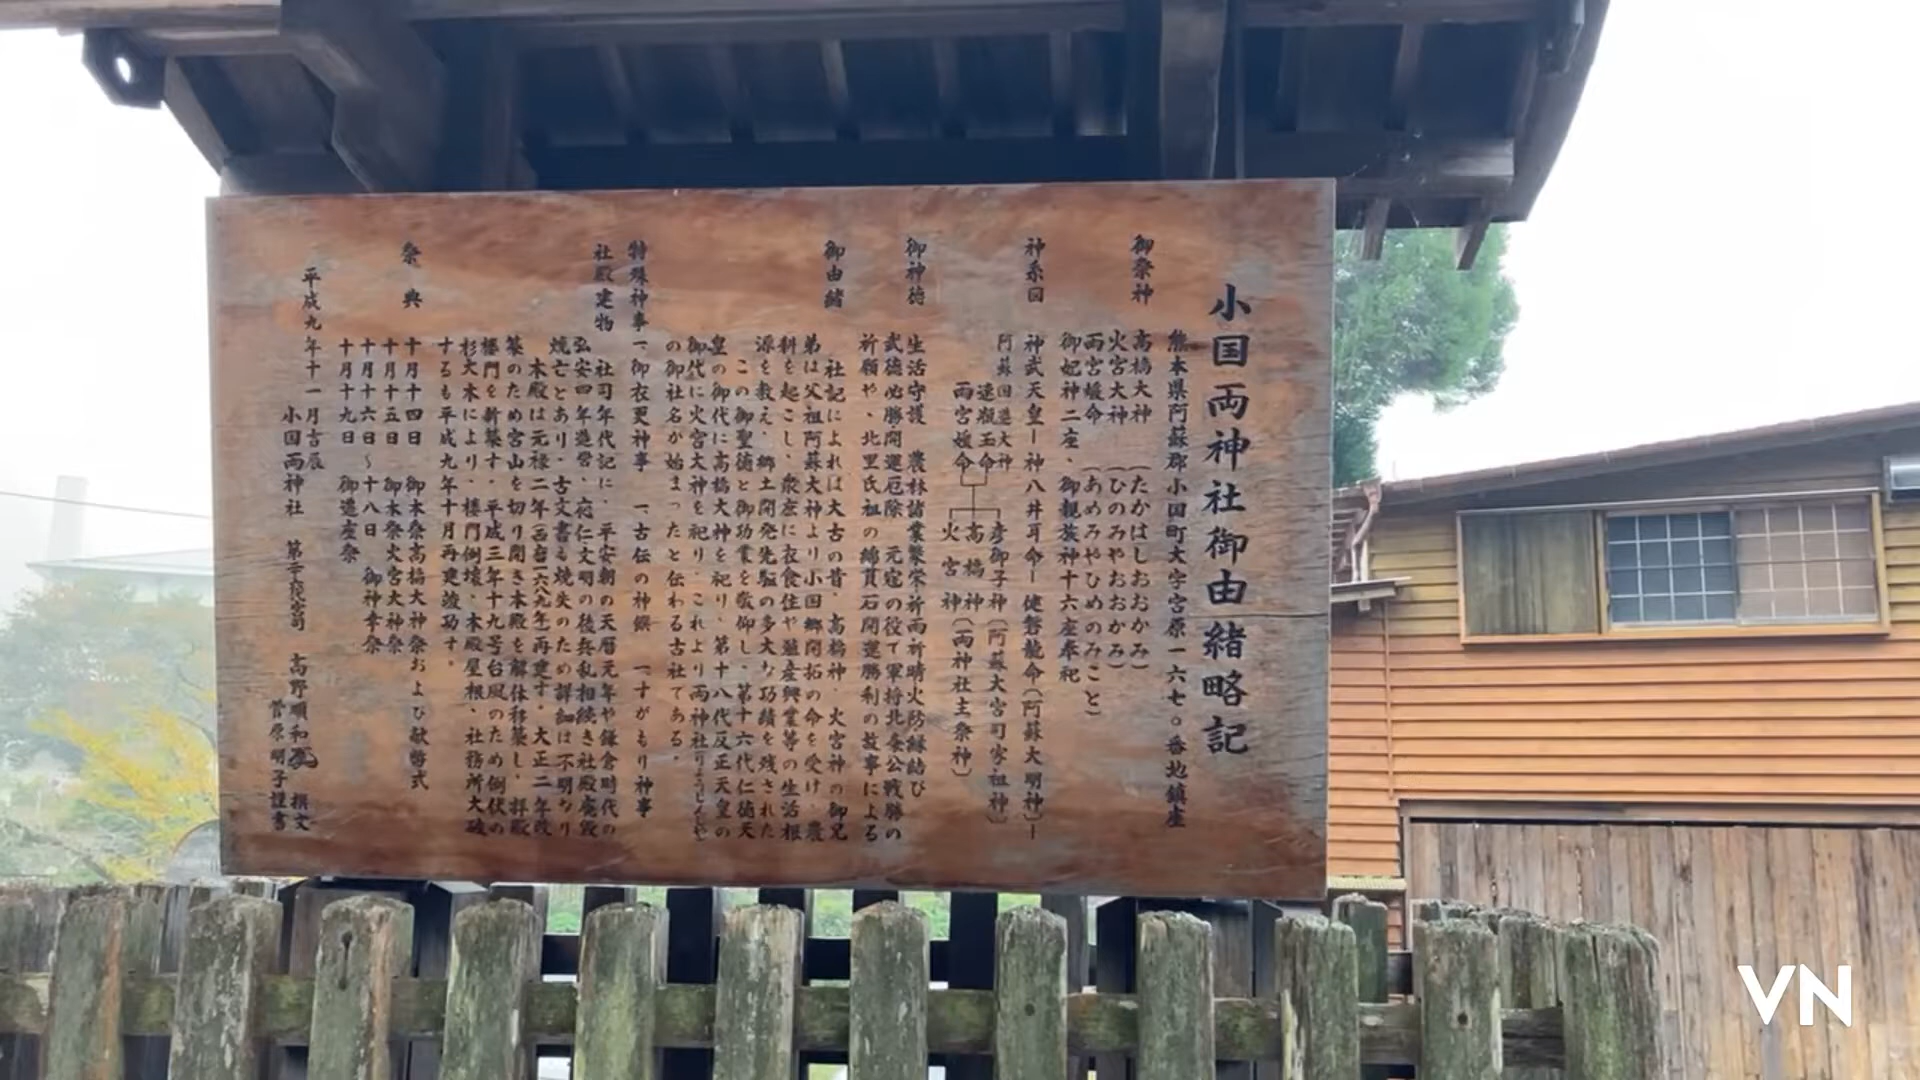 小国両神社御由緒略記
熊本県阿蘇郡小国町大字宮原一六七〇番地鎮座
御祭神
高橋大神　(たかはしおおかみ)
火宮大神　(ひのみやおおかみ)
雨宮媛命　(あめみやひめのみこと)
御妃神二座、御親族神十六座奉祀
神系図
神武天皇ー神八井耳命ー健磐龍命(阿蘇大明神)ー
阿蘇国造大神
速瓶玉命
雨宮媛命
彦御子神(阿蘇大宮司家祖神)
高橋神
火宮神
(両神社主祭神)
御神徳
生活守護　農林諸業繁栄祈雨祈晴火防縁結び
武徳必勝開運厄除　元寇の役で軍将北条公戦勝の
祈願や、北里氏祖の綿貫石開運勝利の故事による
御由緒
社記によれば大古の昔、高橋神、火宮神の御兄
弟は父祖阿蘇大神より小国郷開拓の命を受け、農
耕を起こし、衆庶に衣食住や殖産興業等の生活根
源を教え、郷土開発先駆の多大な功績を残された
この御聖徳と御功業を敬仰し、第十六代仁徳天
皇の御代に高橋大神を祀り、第十八代反正天皇の
御代に火宮大神を祀り、これより両神社(りょうじんじゃ)
の御社名が始まったと伝わる古社である。
特殊神事
一、御衣更神事　一、古伝の神饌　一、すがもり神事
社殿建物
社司年代記に、平安朝の天暦元年や鎌倉時代の
弘安四年造営、応仁文明の後兵乱相続き社殿廃毀
焼亡とあり、古文書も焼失のため詳細は不明なり
本殿は元禄二年(西暦一六八九年)再建す。大正二年改
築のため宮山を切り開き本殿を解体移築し、拝殿
楼門を新築す。平成三年十九号台風のため倒伏の
杉大木により、楼門倒壊、本殿屋根、社務所大破
するも平成九年十月再建竣功す。
祭典
十月十四日　御本祭高橋大神祭および献幣式
十月十五日　御本祭火宮大神祭
十月十六日～十八日　御神幸祭
十月十九日　御還座祭
平成九年十一月吉辰
小国両神社　宮司　高野順和　撰文
菅原明子謹書
VN